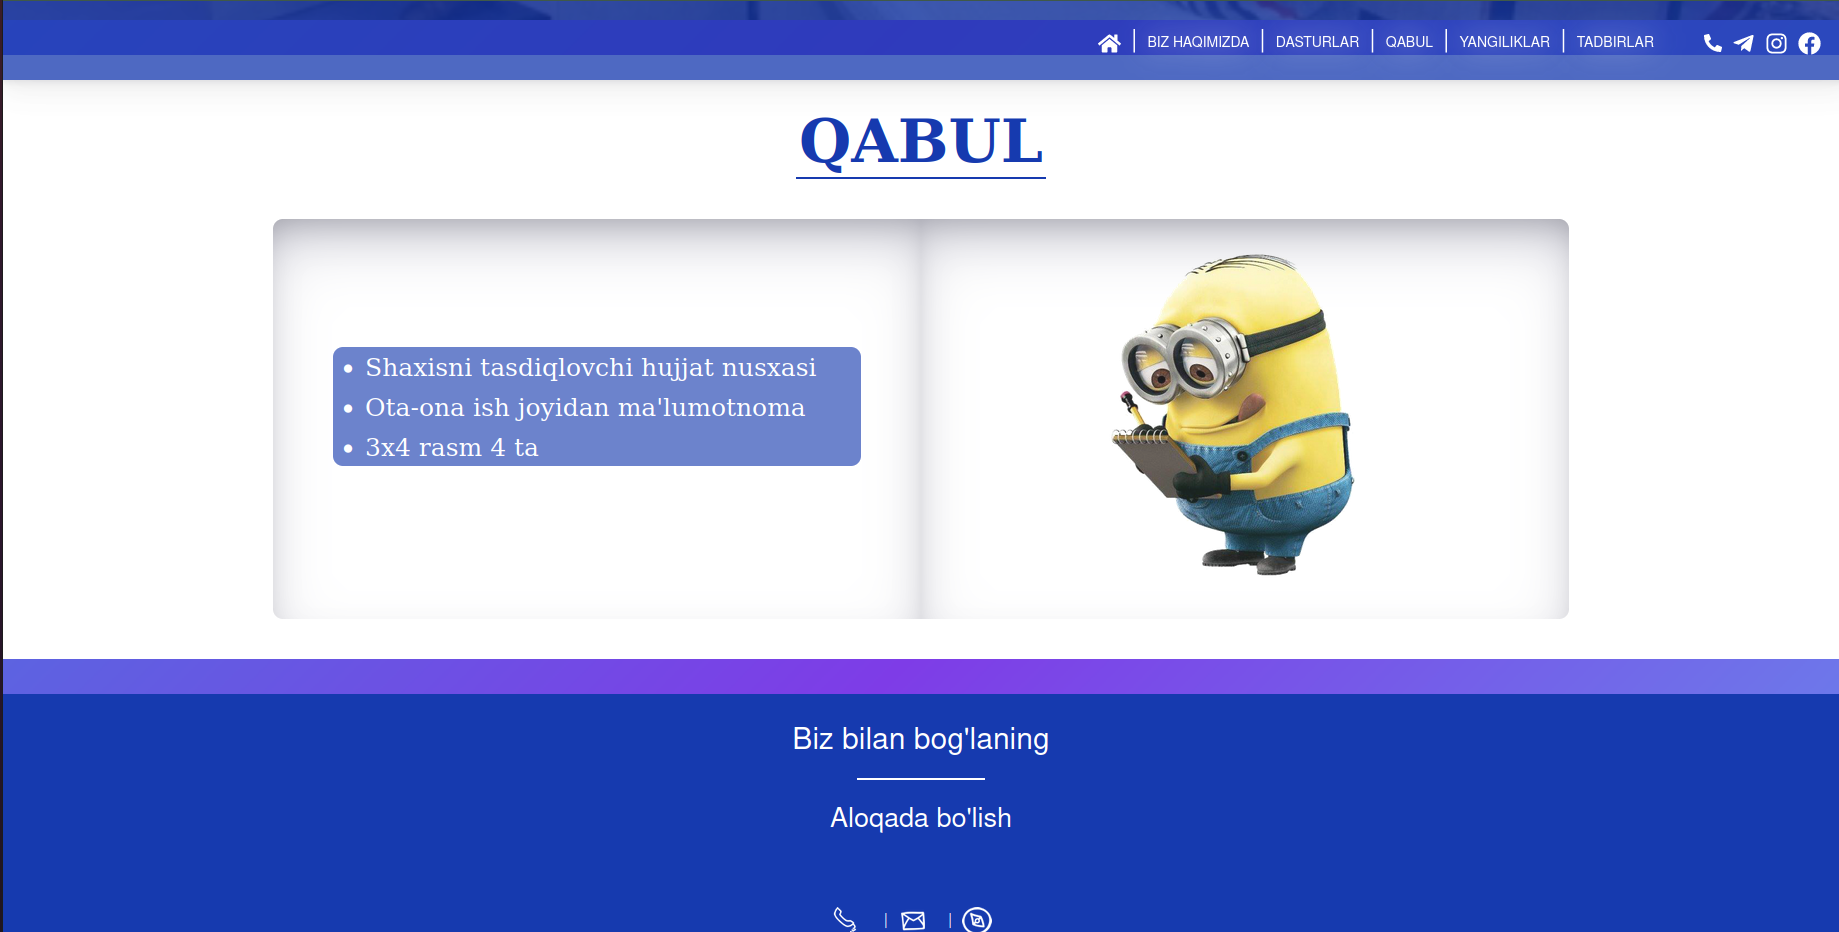 BIZ HAQIMIZDA DASTURLAR QABUL YANGILIKLAR TADBIRLAR
QABUL
Shaxisni tasdiqlovchi hujjat nusxasi
Ota-ona ish joyidan ma'lumotnoma
3x4 rasm 4 ta
Biz bilan bog'laning
Aloqada bo'lish